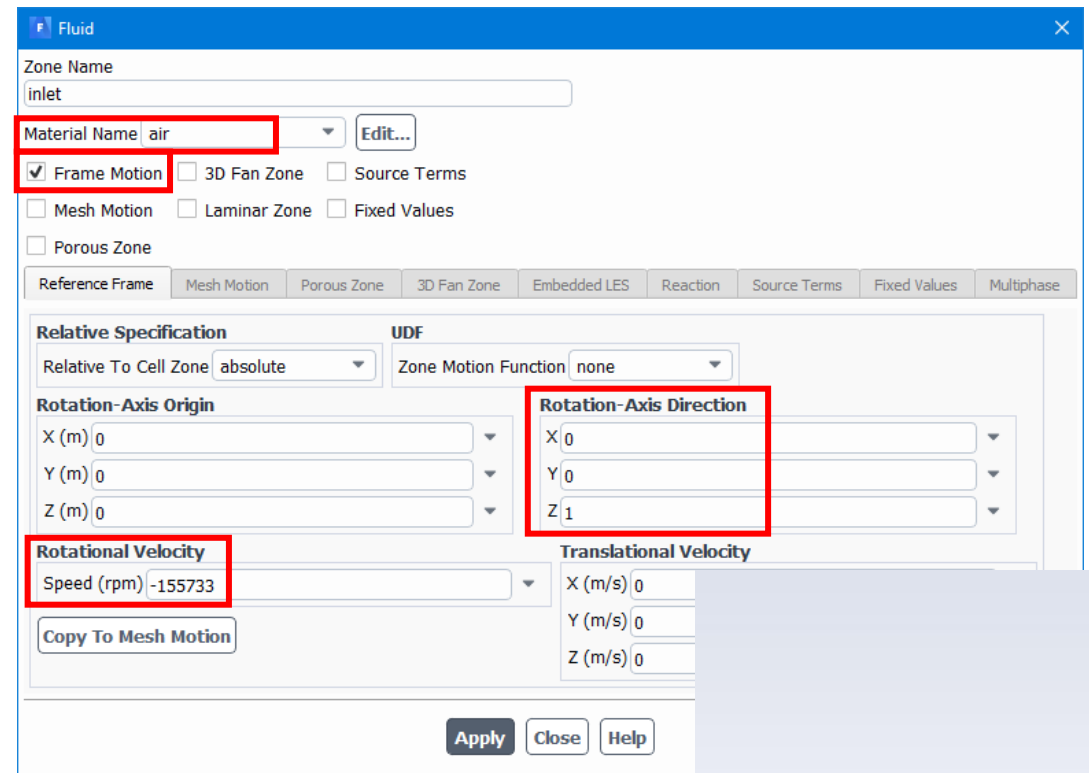 F Fluid
Zone Name
inlet
Material Name air Edit...
Frame Motion 3D Fan Zone Source Terms
Mesh Motion Laminar Zone Fixed Values
Porous Zone
Reference Frame Mesh Motion Porous Zone 3D Fan Zone Embedded LES Reaction Source Terms Fixed Values Multiphase
Relative Specification UDF
Relative To Cell Zone absolute Zone Motion Function none
Rotation-Axis Origin Rotation-Axis Direction
X (m) 0 X 0
Y (m) 0 Y 0
Z (m) 0 Z 1
Rotational Velocity Translational Velocity
Speed (rpm) -155733 X (m/s) 0
Copy To Mesh Motion Y (m/s) 0
Z (m/s) 0
Apply Close Help